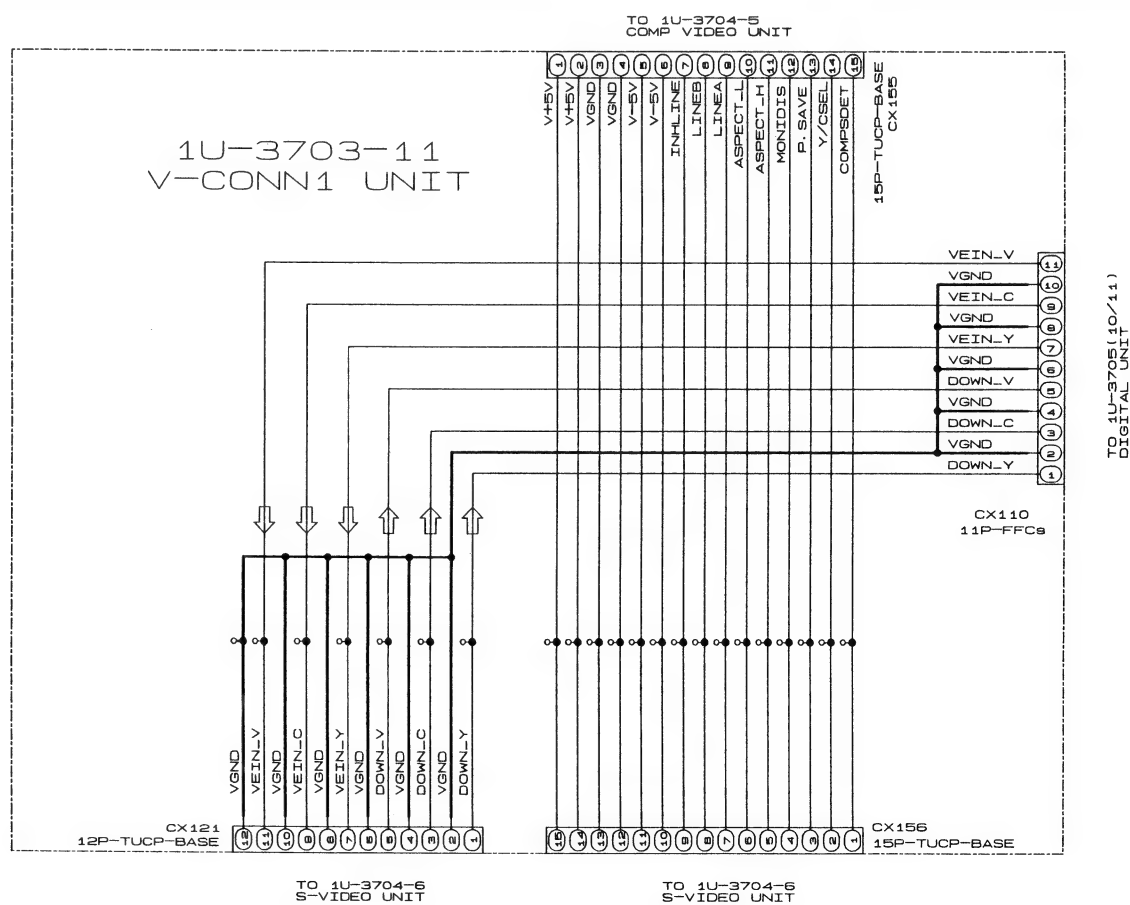 TO 1U-3704-5
COMP VIDEO UNIT
1 2 3 4 5 6 7 8 9 10 11 12 13 14 15
V+5V
V+5V
VGND
VGND
V-5V
V-5V
INHLINE
LINEB
LINEA
ASPECT_L
ASPECT_H
MONIDIS
P. SAVE
Y/CSEL
COMPSDET
15P-TUCP-BASE
CX155
1U-3703-11
V-CONN1 UNIT
VEIN_V 11
VGND 10
VEIN_C 9
VGND 8
VEIN_Y 7
VGND 6
DOWN_V 5
VGND 4
DOWN_C 3
VGND 2
DOWN_Y 1
TO 1U-3705(10/11)
DIGITAL UNIT
CX110
11P-FFCs
VGND
VEIN_V
VGND
VEIN_C
VGND
VEIN_Y
VGND
DOWN_V
VGND
DOWN_C
VGND
DOWN_Y
CX121
12P-TUCP-BASE
12 11 10 9 8 7 6 5 4 3 2 1
15 14 13 12 11 10 9 8 7 6 5 4 3 2 1
CX156
15P-TUCP-BASE
TO 1U-3704-6
S-VIDEO UNIT
TO 1U-3704-6
S-VIDEO UNIT